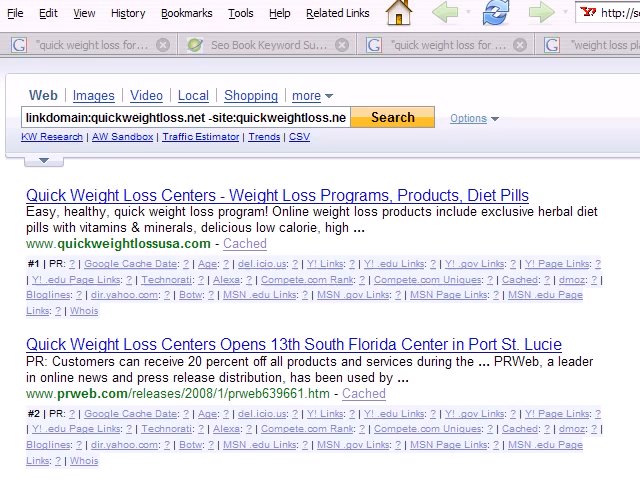 File Edit View History Bookmarks Tools Help Related Links Y! http://s
"quick weight loss for... Seo Book Keyword Su... "quick weight loss for ... "weight loss pl
Web | Images | Video | Local | Shopping | more
linkdomain:quickweightloss.net -site:quickweightloss.ne Search Options
KW Research | AW Sandbox | Traffic Estimator | Trends | CSV
Quick Weight Loss Centers - Weight Loss Programs, Products, Diet Pills
Easy, healthy, quick weight loss program! Online weight loss products include exclusive herbal diet
pills with vitamins & minerals, delicious low calorie, high ...
www.quickweightlossusa.com - Cached
#1 | PR: ? | Google Cache Date: ? | Age: ? | del.icio.us: ? | Y! Links: ? | Y! .edu Links: ? | Y! .gov Links: ? | Y! Page Links: ?
| Y! .edu Page Links: ? | Technorati: ? | Alexa: ? | Compete.com Rank: ? | Compete.com Uniques: ? | Cached: ? | dmoz: ? |
Bloglines: ? | dir.yahoo.com: ? | Botw: ? | MSN .edu Links: ? | MSN .gov Links: ? | MSN Page Links: ? | MSN .edu Page
Links: ? | Whois
Quick Weight Loss Centers Opens 13th South Florida Center in Port St. Lucie
PR: Customers can receive 20 percent off all products and services during the ... PRWeb, a leader
in online news and press release distribution, has been used by ...
www.prweb.com/releases/2008/1/prweb639661.htm - Cached
#2 | PR: ? | Google Cache Date: ? | Age: ? | del.icio.us: ? | Y! Links: ? | Y! .edu Links: ? | Y! .gov Links: ? | Y! Page Links: ?
| Y! .edu Page Links: ? | Technorati: ? | Alexa: ? | Compete.com Rank: ? | Compete.com Uniques: ? | Cached: ? | dmoz: ? |
Bloglines: ? | dir.yahoo.com: ? | Botw: ? | MSN .edu Links: ? | MSN .gov Links: ? | MSN Page Links: ? | MSN .edu Page
Links: ? | Whois